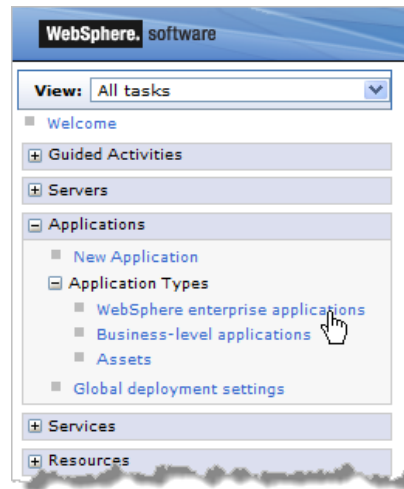 WebSphere. software
View: All tasks
Welcome
Guided Activities
Servers
Applications
New Application
Application Types
WebSphere enterprise applications
Business-level applications
Assets
Global deployment settings
Services
Resources